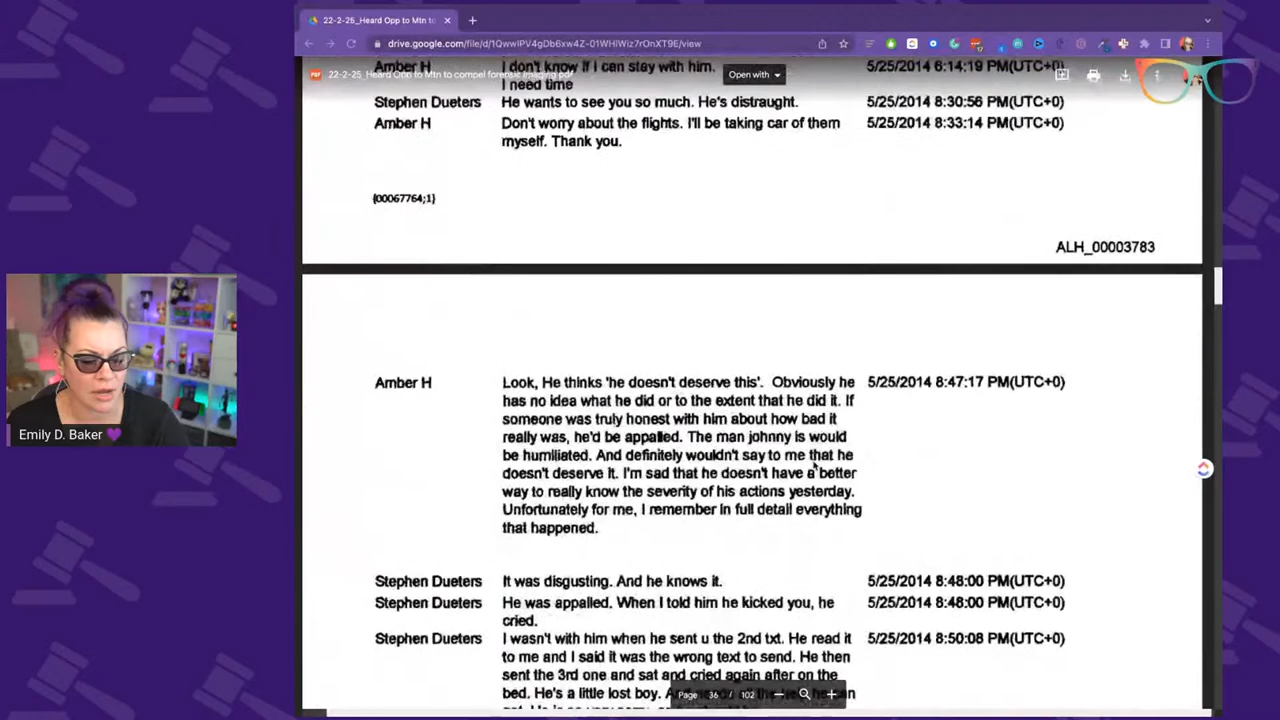 22-2-25_Heard Opp to Mtn to
drive.google.com/file/d/1QwwIPV4gDb6xw4Z-01WHIWiz7rOnXT9E/view
22-2-25_Heard Opp to Mtn to compel forensic imaging.pdf
Open with
Amber H I don't know if I can stay with him. 5/25/2014 6:14:19 PM(UTC+0)
I need time
Stephen Dueters He wants to see you so much. He's distraught. 5/25/2014 8:30:56 PM(UTC+0)
Amber H Don't worry about the flights. I'll be taking car of them 5/25/2014 8:33:14 PM(UTC+0)
myself. Thank you.
{00067764;1}
ALH_00003783
Amber H Look, He thinks 'he doesn't deserve this'. Obviously he 5/25/2014 8:47:17 PM(UTC+0)
has no idea what he did or to the extent that he did it. If
someone was truly honest with him about how bad it
really was, he'd be appalled. The man johnny is would
be humiliated. And definitely wouldn't say to me that he
doesn't deserve it. I'm sad that he doesn't have a better
way to really know the severity of his actions yesterday.
Unfortunately for me, I remember in full detail everything
that happened.
Stephen Dueters It was disgusting. And he knows it. 5/25/2014 8:48:00 PM(UTC+0)
Stephen Dueters He was appalled. When I told him he kicked you, he 5/25/2014 8:48:00 PM(UTC+0)
cried.
Stephen Dueters I wasn't with him when he sent u the 2nd txt. He read it 5/25/2014 8:50:08 PM(UTC+0)
to me and I said it was the wrong text to send. He then
sent the 3rd one and sat and cried again after on the
bed. He's a little lost boy.
Page 36 / 102
Emily D. Baker